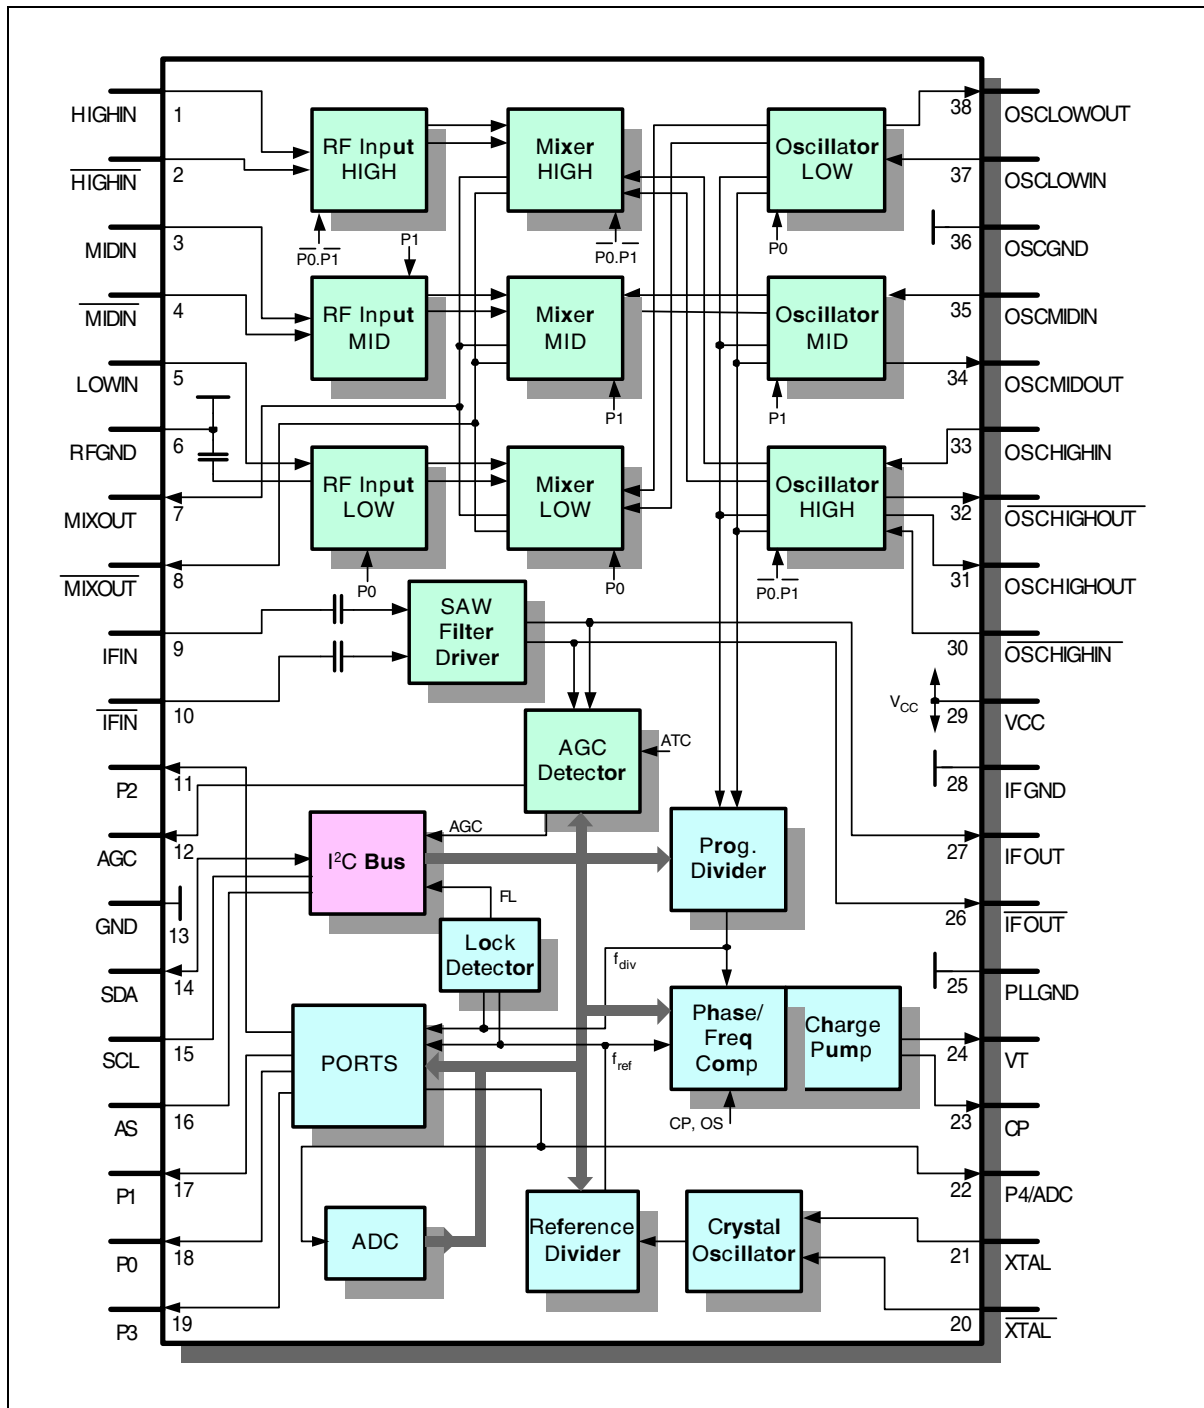 HIGHIN
1
HIGHIN
2
MIDIN
3
MIDIN
4
LOWIN
5
RFGND
6
MIXOUT
7
MIXOUT
8
IFIN
9
IFIN
10
P2
11
AGC
12
GND
13
SDA
14
SCL
15
AS
16
P1
17
P0
18
P3
19
RF Input
HIGH
P0.P1
Mixer
HIGH
P0.P1
Oscillator
LOW
P0
P1
RF Input
MID
Mixer
MID
P1
Oscillator
MID
P1
RF Input
LOW
P0
Mixer
LOW
P0
Oscillator
HIGH
P0.P1
SAW
Filter
Driver
AGC
Detector
ATC
VCC
I²C Bus
AGC
FL
Prog.
Divider
Lock
Detector
fdiv
PORTS
fref
Phase/
Freq
Comp
Charge
Pump
CP, OS
ADC
Reference
Divider
Crystal
Oscillator
38
OSCLOWOUT
37
OSCLOWIN
36
OSCGND
35
OSCMIDIN
34
OSCMIDOUT
33
OSCHIGHIN
32
OSCHIGHOUT
31
OSCHIGHOUT
30
OSCHIGHIN
29
VCC
28
IFGND
27
IFOUT
26
IFOUT
25
PLLGND
24
VT
23
CP
22
P4/ADC
21
XTAL
20
XTAL